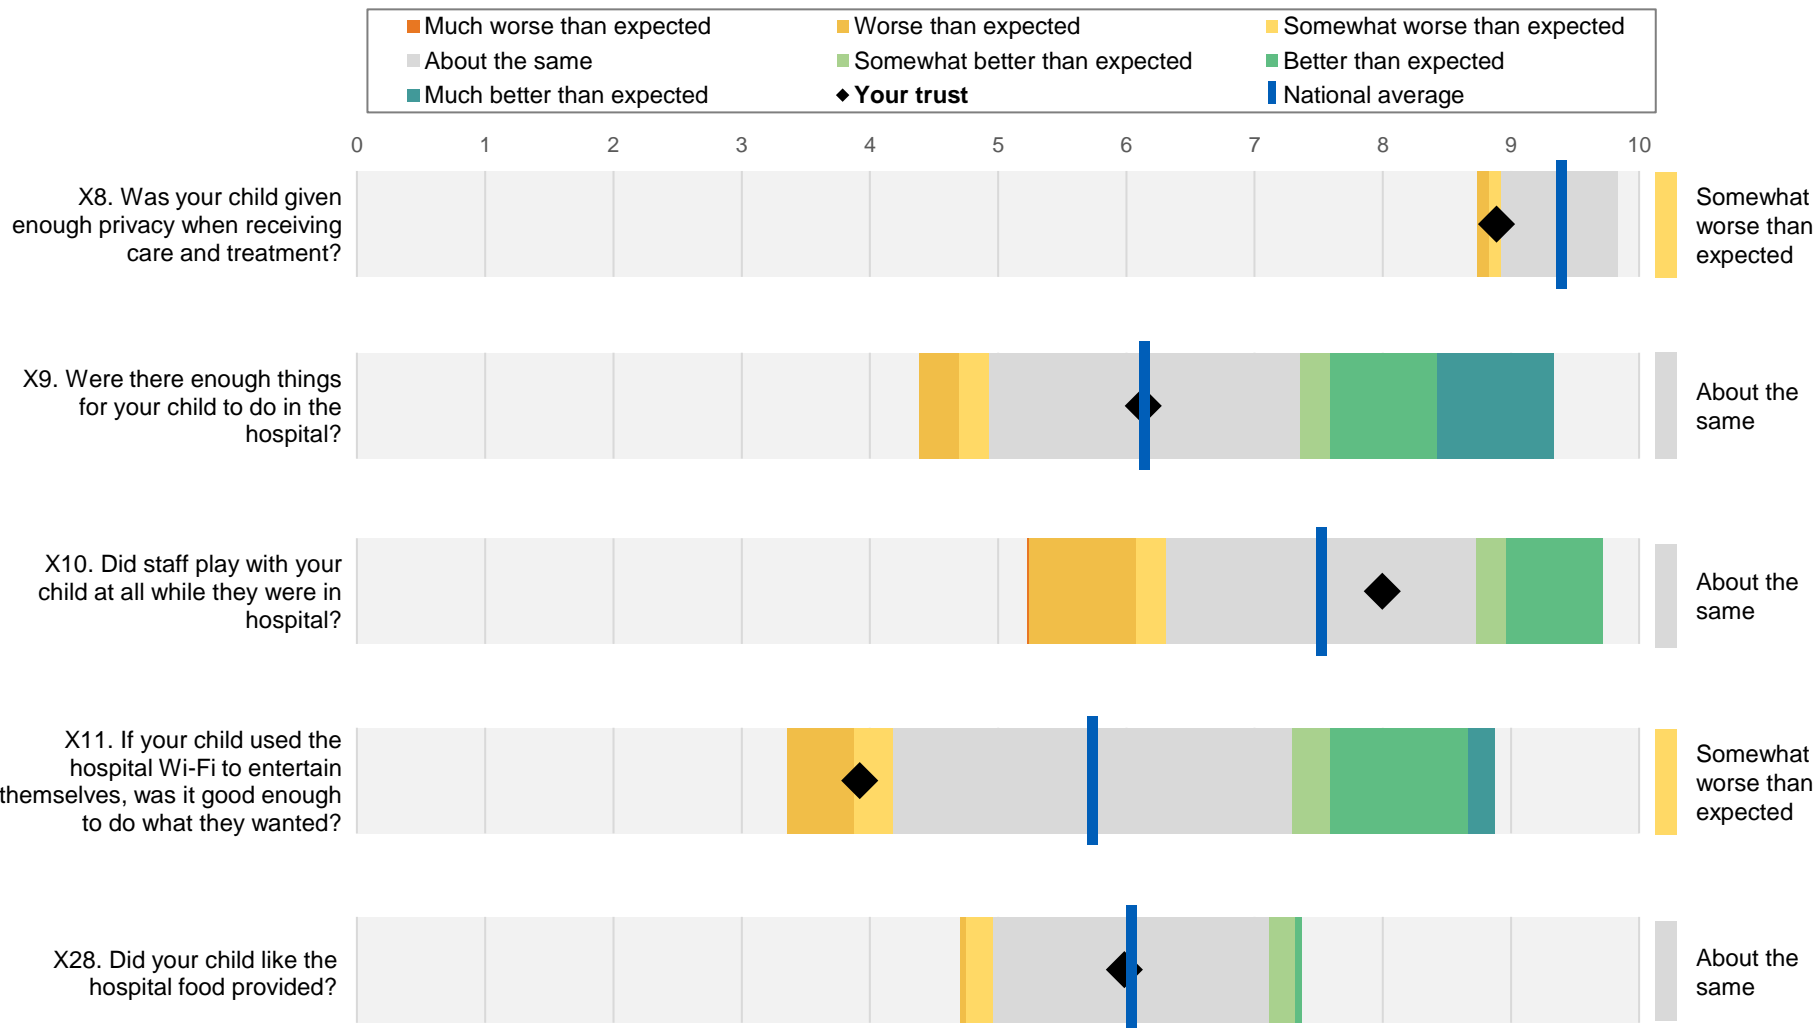 Much worse than expected
Worse than expected
Somewhat worse than expected
About the same
Somewhat better than expected
Better than expected
Much better than expected
Your trust
National average
0 1 2 3 4 5 6 7 8 9 10
X8. Was your child given
enough privacy when receiving
care and treatment?
Somewhat
worse than
expected
X9. Were there enough things
for your child to do in the
hospital?
About the
same
X10. Did staff play with your
child at all while they were in
hospital?
About the
same
X11. If your child used the
hospital Wi-Fi to entertain
themselves, was it good enough
to do what they wanted?
Somewhat
worse than
expected
X28. Did your child like the
hospital food provided?
About the
same